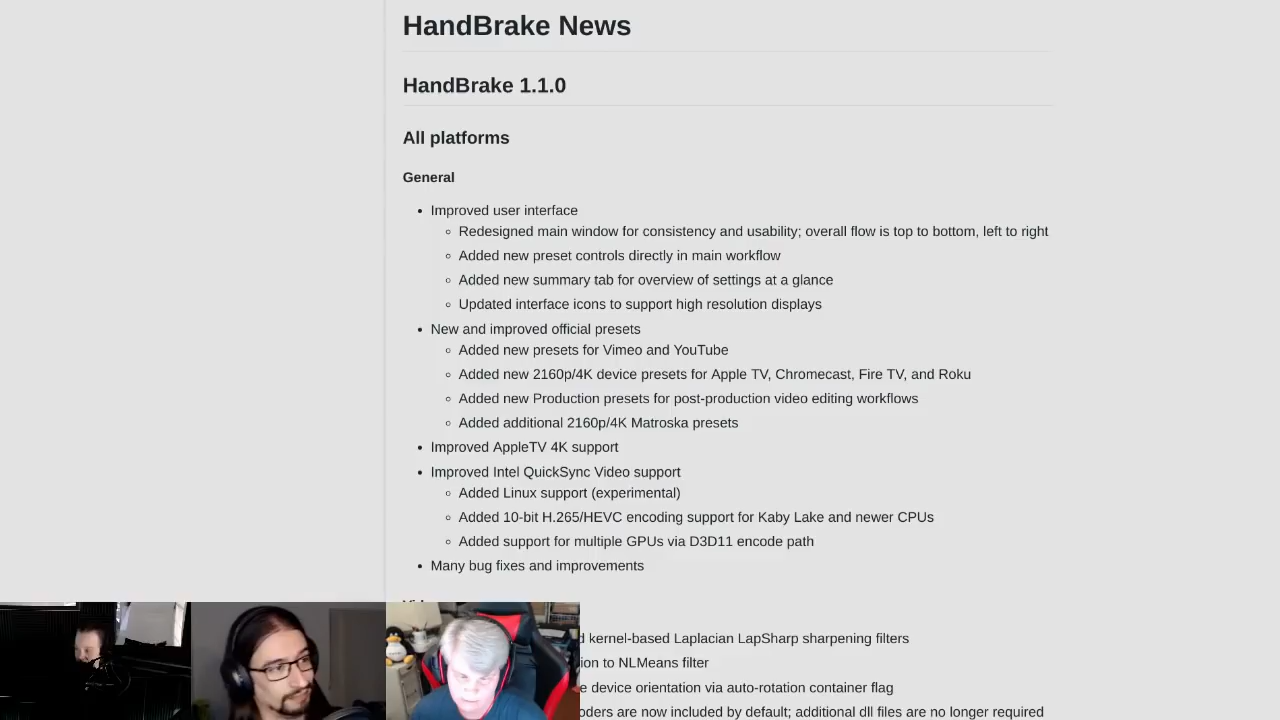 HandBrake News
HandBrake 1.1.0
All platforms
General
Improved user interface
Redesigned main window for consistency and usability; overall flow is top to bottom, left to right
Added new preset controls directly in main workflow
Added new summary tab for overview of settings at a glance
Updated interface icons to support high resolution displays
New and improved official presets
Added new presets for Vimeo and YouTube
Added new 2160p/4K device presets for Apple TV, Chromecast, Fire TV, and Roku
Added new Production presets for post-production video editing workflows
Added additional 2160p/4K Matroska presets
Improved AppleTV 4K support
Improved Intel QuickSync Video support
Added Linux support (experimental)
Added 10-bit H.265/HEVC encoding support for Kaby Lake and newer CPUs
Added support for multiple GPUs via D3D11 encode path
Many bug fixes and improvements
kernel-based Laplacian LapSharp sharpening filters
to NLMeans filter
device orientation via auto-rotation container flag
are now included by default; additional dll files are no longer required